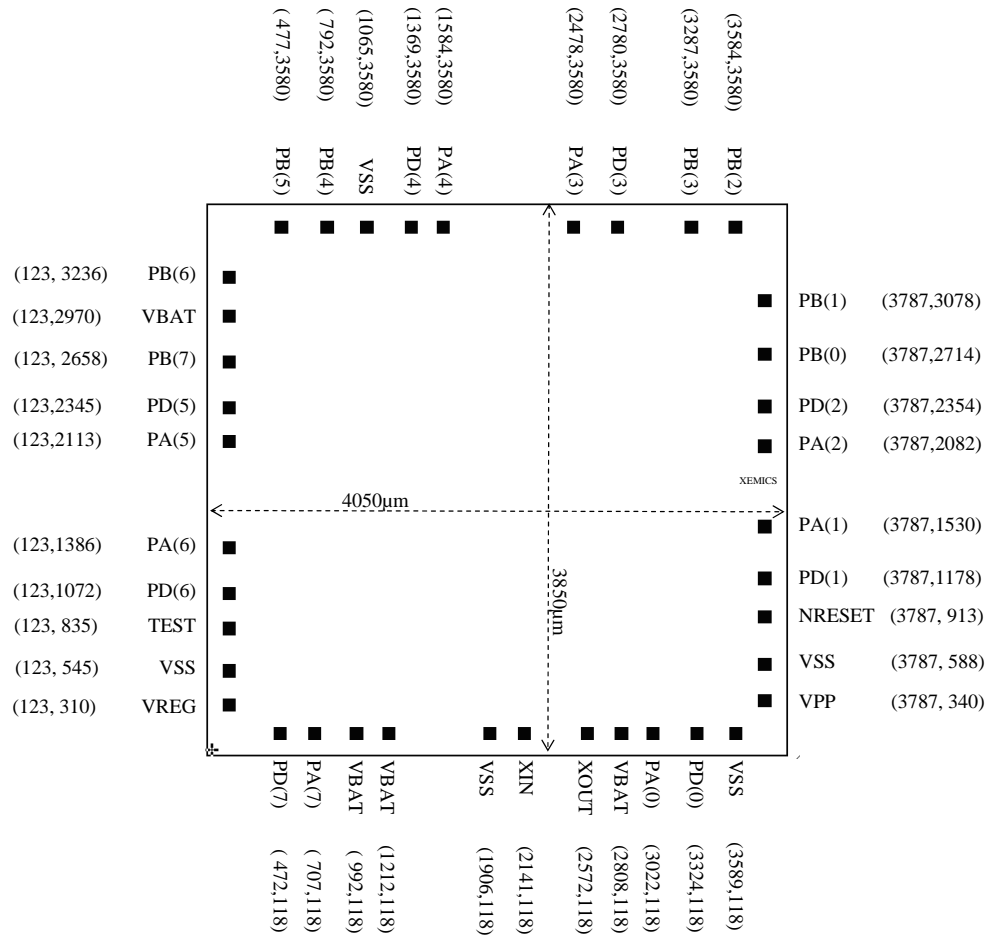 ( 477,3580)
( 792,3580)
(1065,3580)
(1369,3580)
(1584,3580)
(2478,3580)
(2780,3580)
(3287,3580)
(3584,3580)
PB(5)
PB(4)
VSS
PD(4)
PA(4)
PA(3)
PD(3)
PB(3)
PB(2)
(123, 3236) PB(6)
(123,2970) VBAT
(123, 2658) PB(7)
(123,2345) PD(5)
(123,2113) PA(5)
(123,1386) PA(6)
(123,1072) PD(6)
(123, 835) TEST
(123, 545) VSS
(123, 310) VREG
4050µm
3850µm
PB(1) (3787,3078)
PB(0) (3787,2714)
PD(2) (3787,2354)
PA(2) (3787,2082)
XEMICS
PA(1) (3787,1530)
PD(1) (3787,1178)
NRESET (3787, 913)
VSS (3787, 588)
VPP (3787, 340)
PD(7)
PA(7)
VBAT
VBAT
VSS
XIN
XOUT
VBAT
PA(0)
PD(0)
VSS
( 472,118)
( 707,118)
( 992,118)
(1212,118)
(1906,118)
(2141,118)
(2572,118)
(2808,118)
(3022,118)
(3324,118)
(3589,118)